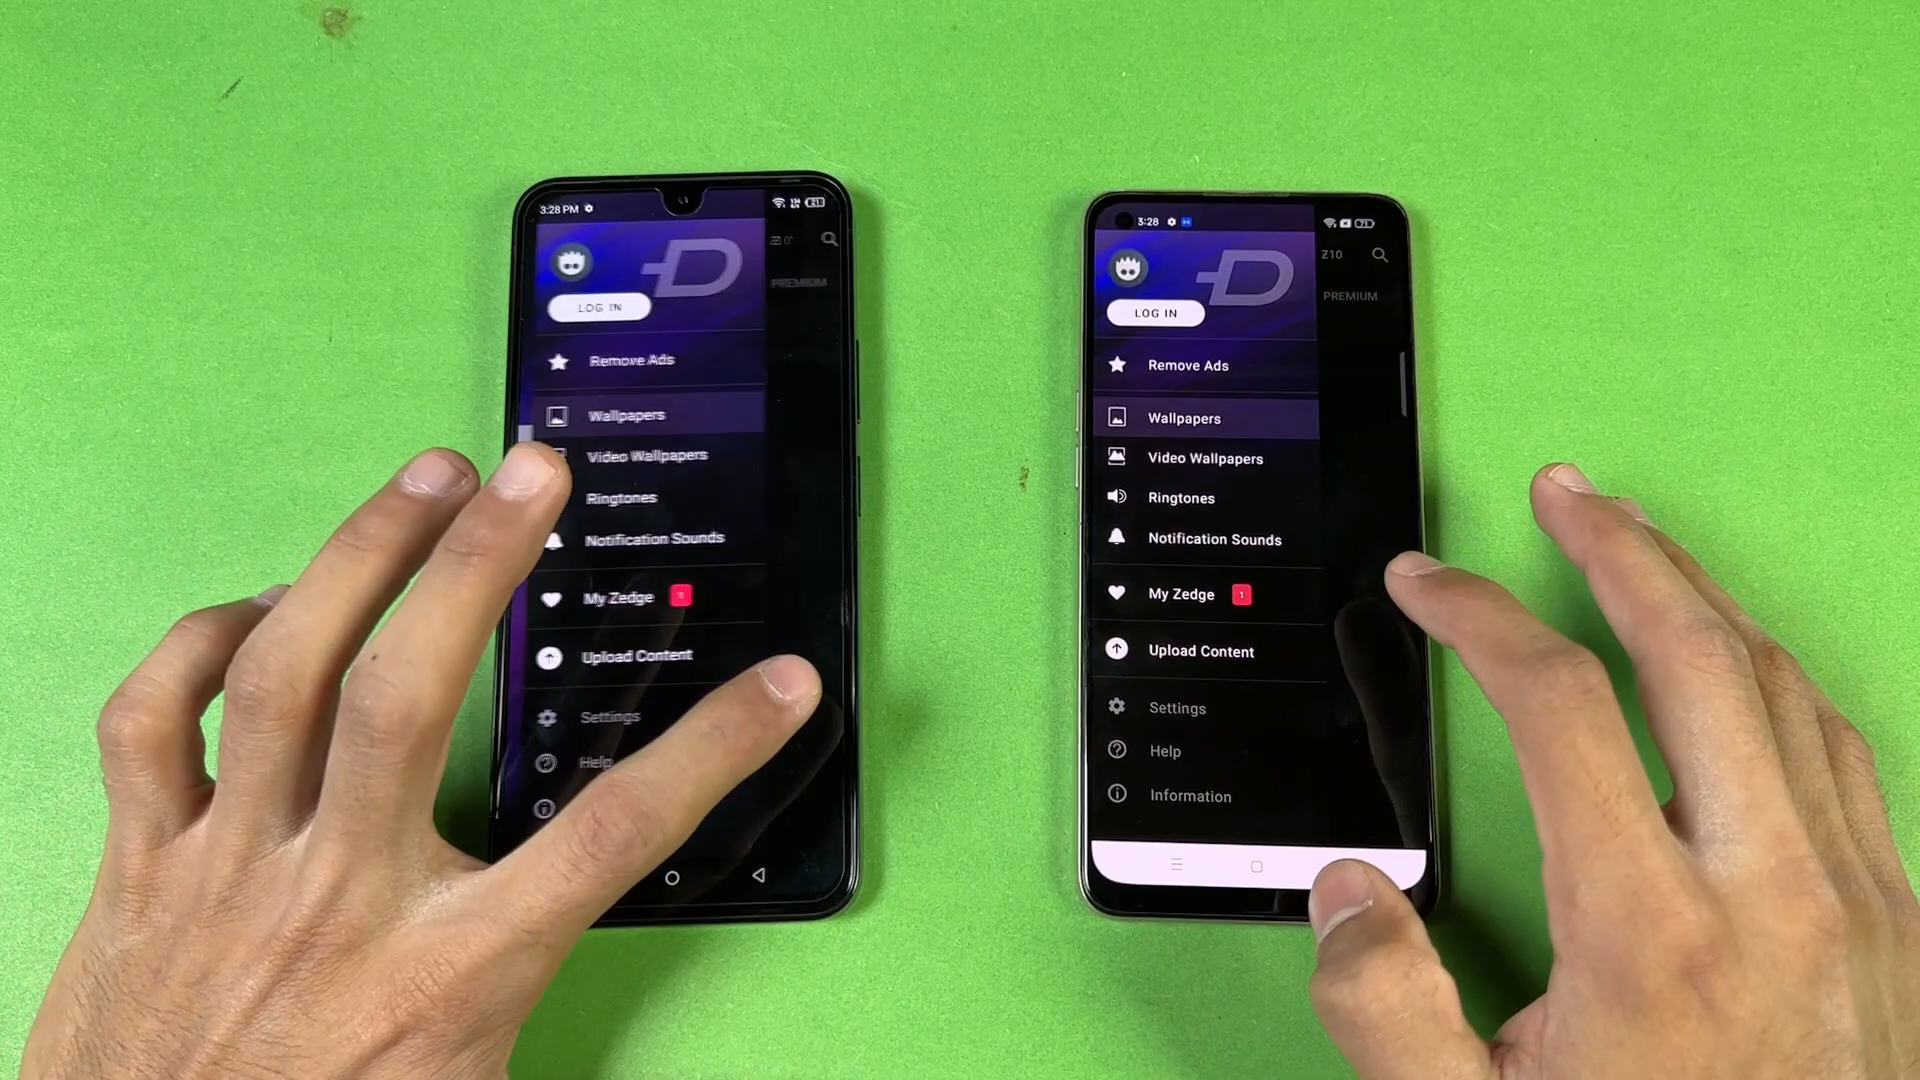 3:28 PM
LOG IN
PREMIUM
Remove Ads
Wallpapers
Video Wallpapers
Ringtones
Notification Sounds
My Zedge
Upload Content
Settings
Help
3:28
Z10
LOG IN
PREMIUM
Remove Ads
Wallpapers
Video Wallpapers
Ringtones
Notification Sounds
My Zedge 1
Upload Content
Settings
Help
Information